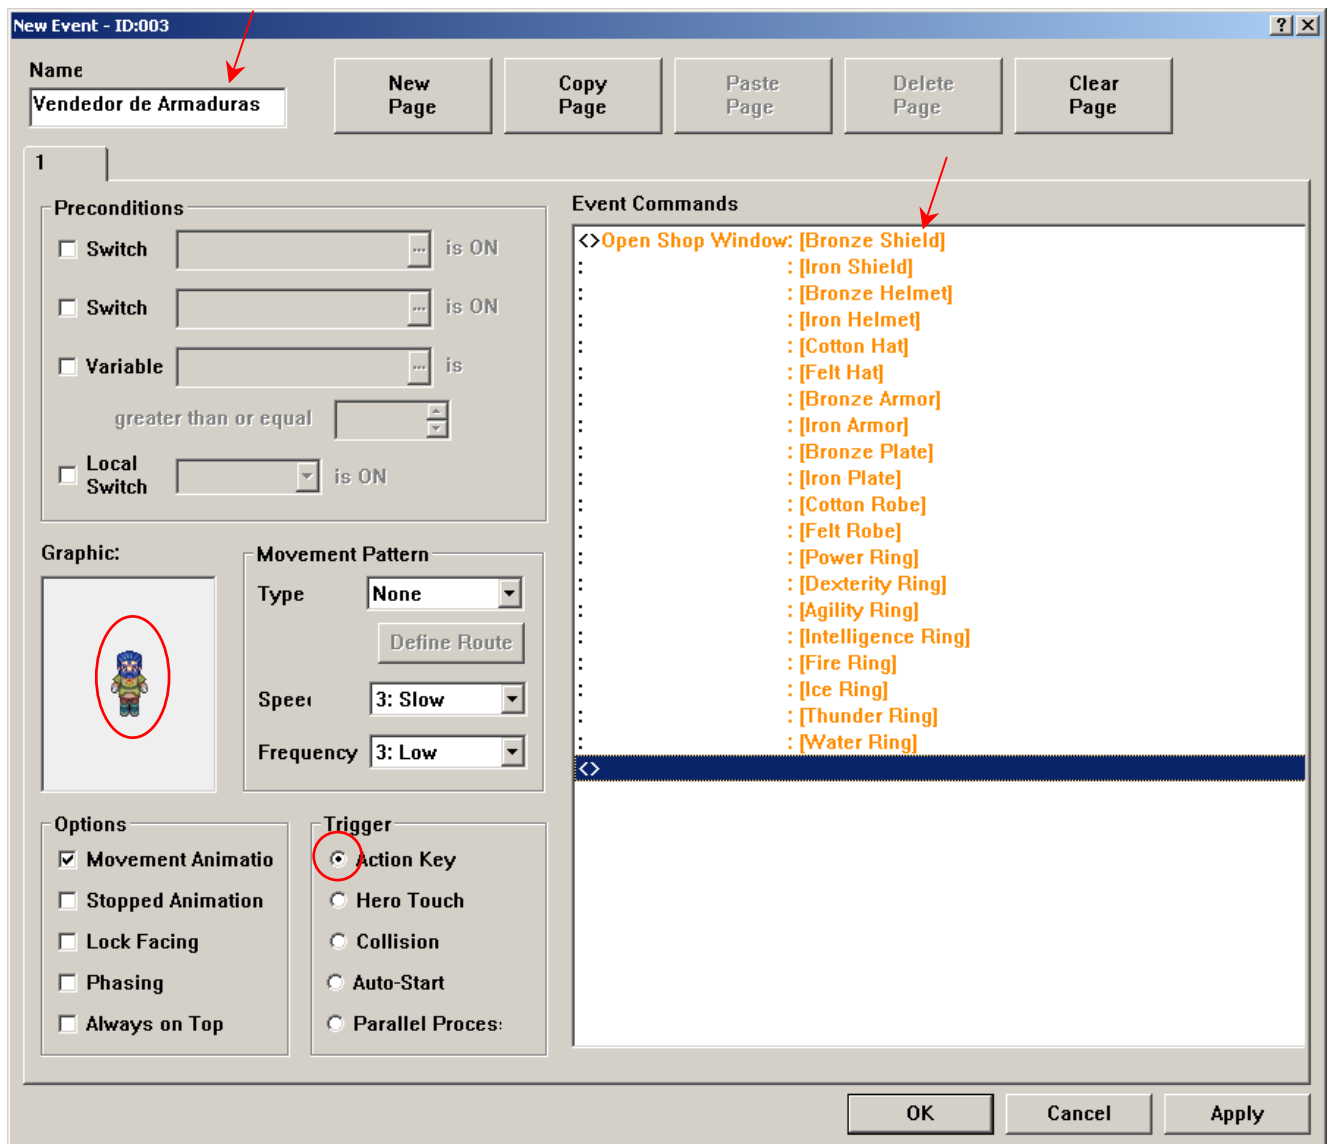 New Event - ID:003
Name
Vendedor de Armaduras
New Page
Copy Page
Paste Page
Delete Page
Clear Page
1
Preconditions
Switch ... is ON
Switch ... is ON
Variable ... is
greater than or equal
Local Switch is ON
Graphic:
Movement Pattern
Type None
Define Route
Speed 3: Slow
Frequency 3: Low
Options
Movement Animatio
Stopped Animation
Lock Facing
Phasing
Always on Top
Trigger
Action Key
Hero Touch
Collision
Auto-Start
Parallel Proces
Event Commands
<>Open Shop Window: [Bronze Shield]
: : [Iron Shield]
: : [Bronze Helmet]
: : [Iron Helmet]
: : [Cotton Hat]
: : [Felt Hat]
: : [Bronze Armor]
: : [Iron Armor]
: : [Bronze Plate]
: : [Iron Plate]
: : [Cotton Robe]
: : [Felt Robe]
: : [Power Ring]
: : [Dexterity Ring]
: : [Agility Ring]
: : [Intelligence Ring]
: : [Fire Ring]
: : [Ice Ring]
: : [Thunder Ring]
: : [Water Ring]
<>
OK
Cancel
Apply